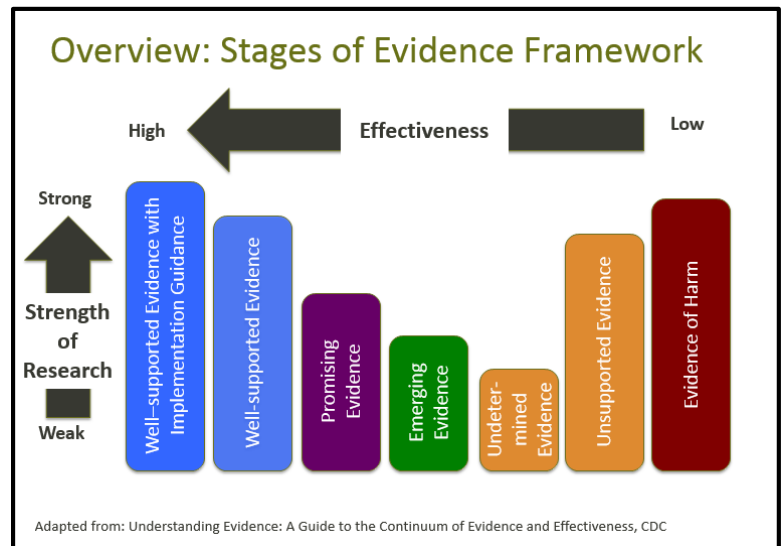 Overview: Stages of Evidence Framework
High
Effectiveness
Low
Strong
Strength
of
Research
Weak
Well–supported Evidence with
Implementation Guidance
Well-supported Evidence
Promising
Evidence
Emerging
Evidence
Undeter-
mined
Evidence
Unsupported Evidence
Evidence of Harm
Adapted from: Understanding Evidence: A Guide to the Continuum of Evidence and Effectiveness, CDC